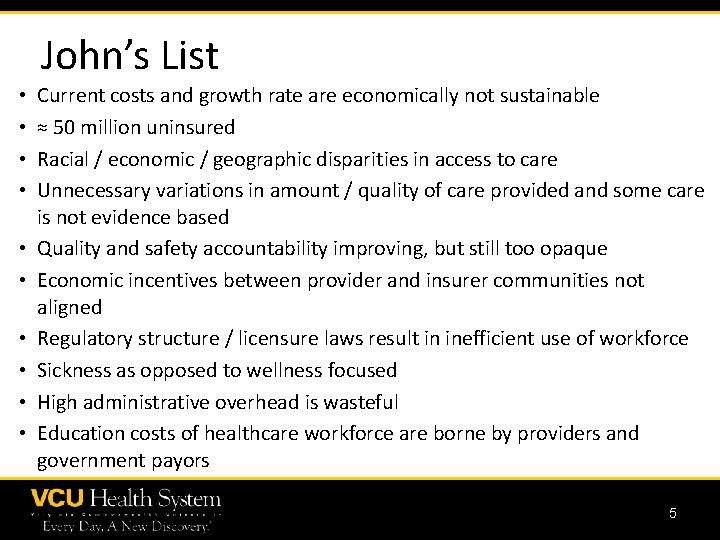 John’s List
• Current costs and growth rate are economically not sustainable
• ≈ 50 million uninsured
• Racial / economic / geographic disparities in access to care
• Unnecessary variations in amount / quality of care provided and some care
is not evidence based
• Quality and safety accountability improving, but still too opaque
• Economic incentives between provider and insurer communities not
aligned
• Regulatory structure / licensure laws result in inefficient use of workforce
• Sickness as opposed to wellness focused
• High administrative overhead is wasteful
• Education costs of healthcare workforce are borne by providers and
government payors
VCU Health System
Every Day, A New Discovery.
5